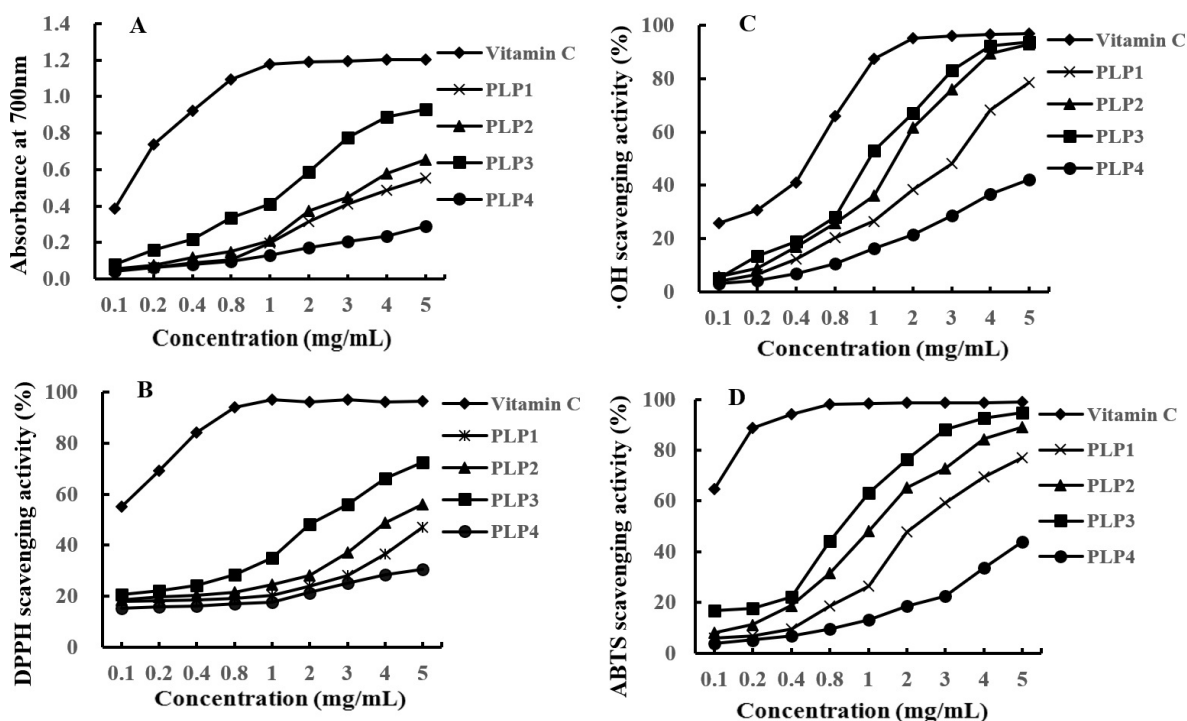 A
Absorbance at 700nm
1.4
1.2
1.0
0.8
0.6
0.4
0.2
0.0
0.1 0.2 0.4 0.8 1 2 3 4 5
Concentration (mg/mL)
Vitamin C
PLP1
PLP2
PLP3
PLP4
C
·OH scavenging activity (%)
100
80
60
40
20
0
0.1 0.2 0.4 0.8 1 2 3 4 5
Concentration (mg/mL)
Vitamin C
PLP1
PLP2
PLP3
PLP4
B
DPPH scavenging activity (%)
100
80
60
40
20
0
0.1 0.2 0.4 0.8 1 2 3 4 5
Concentration (mg/mL)
Vitamin C
PLP1
PLP2
PLP3
PLP4
D
ABTS scavenging activity (%)
100
80
60
40
20
0
0.1 0.2 0.4 0.8 1 2 3 4 5
Concentration (mg/mL)
Vitamin C
PLP1
PLP2
PLP3
PLP4